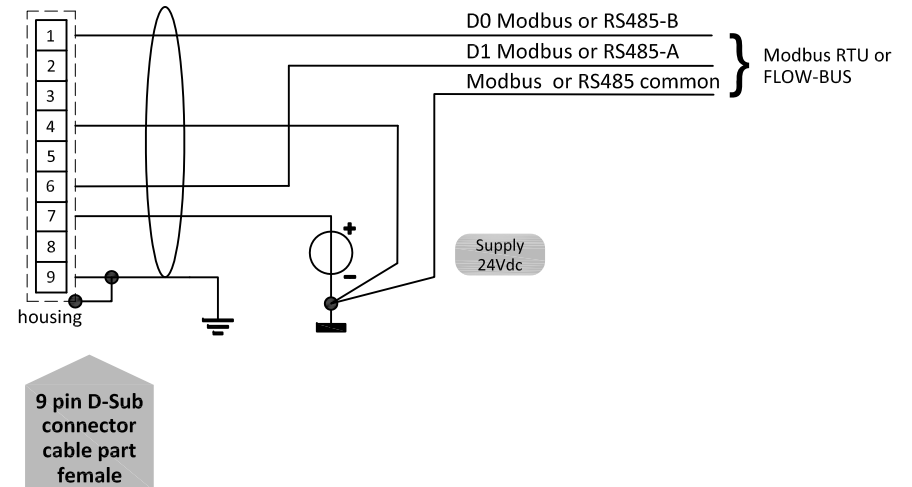 D0 Modbus or RS485-B
D1 Modbus or RS485-A
Modbus or RS485 common
Modbus RTU or
FLOW-BUS
1
2
3
4
5
6
7
8
9
housing
+
-
Supply
24Vdc
9 pin D-Sub
connector
cable part
female